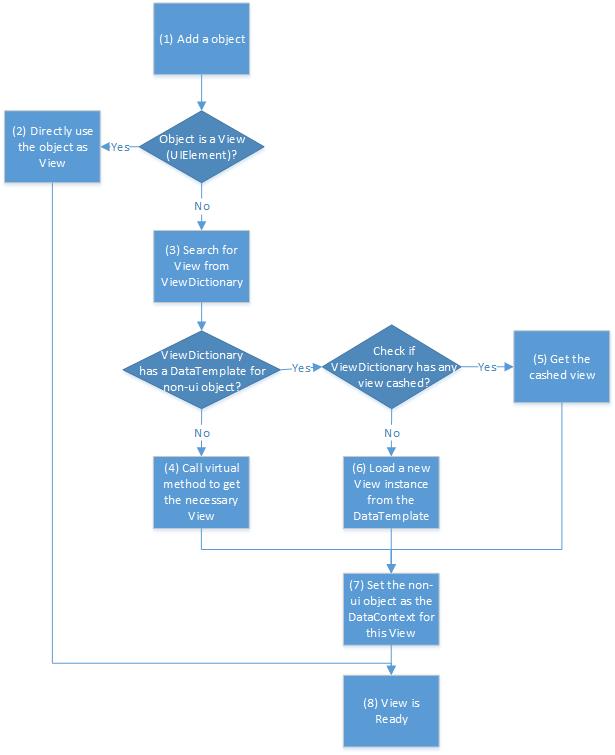 (1) Add a object
(2) Directly use
the object as
View
Yes
Object is a View
(UIElement)?
No
(3) Search for
View from
ViewDictionary
ViewDictionary
has a DataTemplate for
non-ui object?
Yes
Check if
ViewDictionary has any
view cashed?
Yes
(5) Get the
cashed view
No
No
(4) Call virtual
method to get
the necessary
View
(6) Load a new
View instance
from the
DataTemplate
(7) Set the non-
ui object as the
DataContext for
this View
(8) View is
Ready